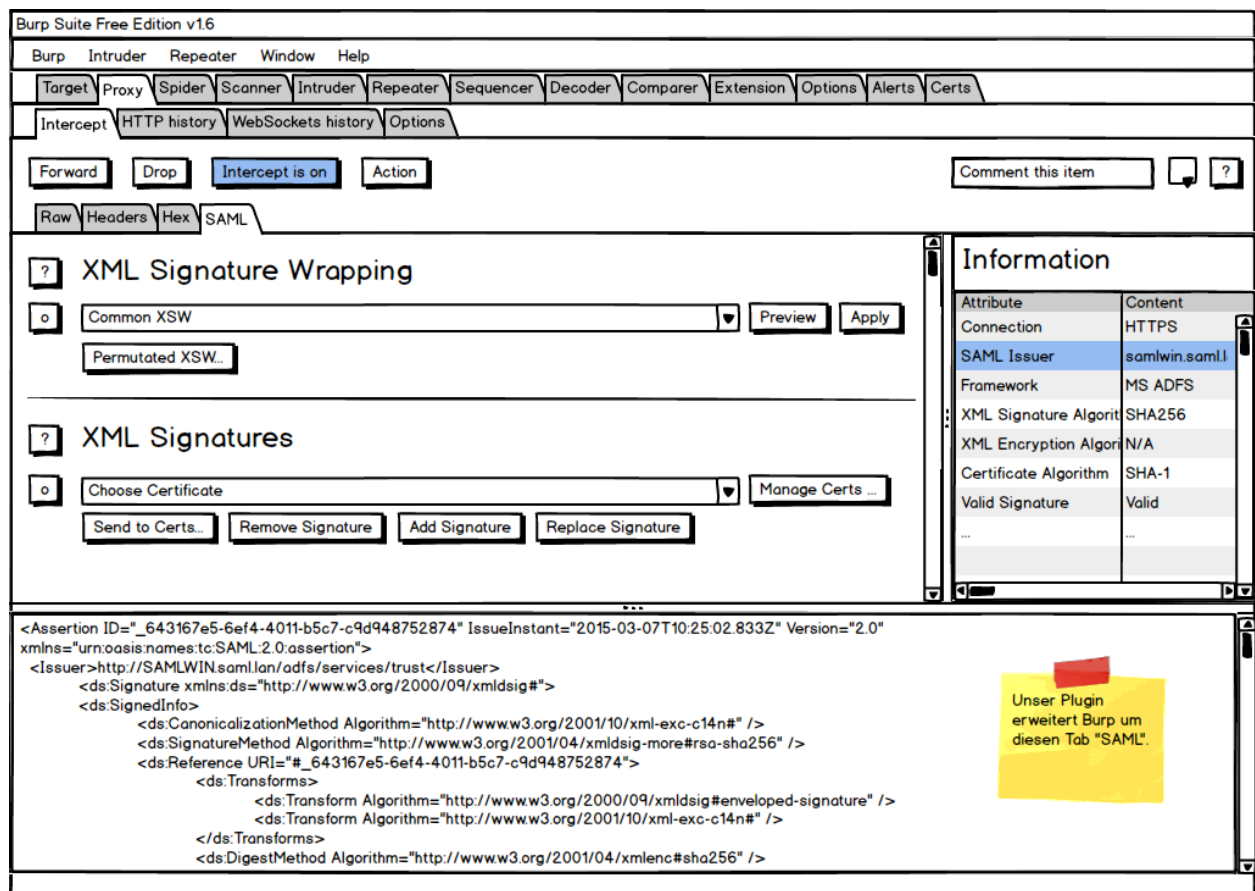 Burp Suite Free Edition v1.6
Burp Intruder Repeater Window Help
Target Proxy Spider Scanner Intruder Repeater Sequencer Decoder Comparer Extension Options Alerts Certs
Intercept HTTP history WebSockets history Options
Forward Drop Intercept is on Action Comment this item ?
Raw Headers Hex SAML
? XML Signature Wrapping
o Common XSW Preview Apply
Permutated XSW...
? XML Signatures
o Choose Certificate Manage Certs ...
Send to Certs... Remove Signature Add Signature Replace Signature
Information
Attribute Content
Connection HTTPS
SAML Issuer samlwin.saml.l
Framework MS ADFS
XML Signature Algorit SHA256
XML Encryption Algori N/A
Certificate Algorithm SHA-1
Valid Signature Valid
... ...
<Assertion ID="_643167e5-6ef4-4011-b5c7-c9d948752874" IssueInstant="2015-03-07T10:25:02.833Z" Version="2.0"
xmlns="urn:oasis:names:tc:SAML:2.0:assertion">
<Issuer>http://SAMLWIN.saml.lan/adfs/services/trust</Issuer>
<ds:Signature xmlns:ds="http://www.w3.org/2000/09/xmldsig#">
<ds:SignedInfo>
<ds:CanonicalizationMethod Algorithm="http://www.w3.org/2001/10/xml-exc-c14n#" />
<ds:SignatureMethod Algorithm="http://www.w3.org/2001/04/xmldsig-more#rsa-sha256" />
<ds:Reference URI="#_643167e5-6ef4-4011-b5c7-c9d948752874">
<ds:Transforms>
<ds:Transform Algorithm="http://www.w3.org/2000/09/xmldsig#enveloped-signature" />
<ds:Transform Algorithm="http://www.w3.org/2001/10/xml-exc-c14n#" />
</ds:Transforms>
<ds:DigestMethod Algorithm="http://www.w3.org/2001/04/xmlenc#sha256" />
Unser Plugin
erweitert Burp um
diesen Tab "SAML".